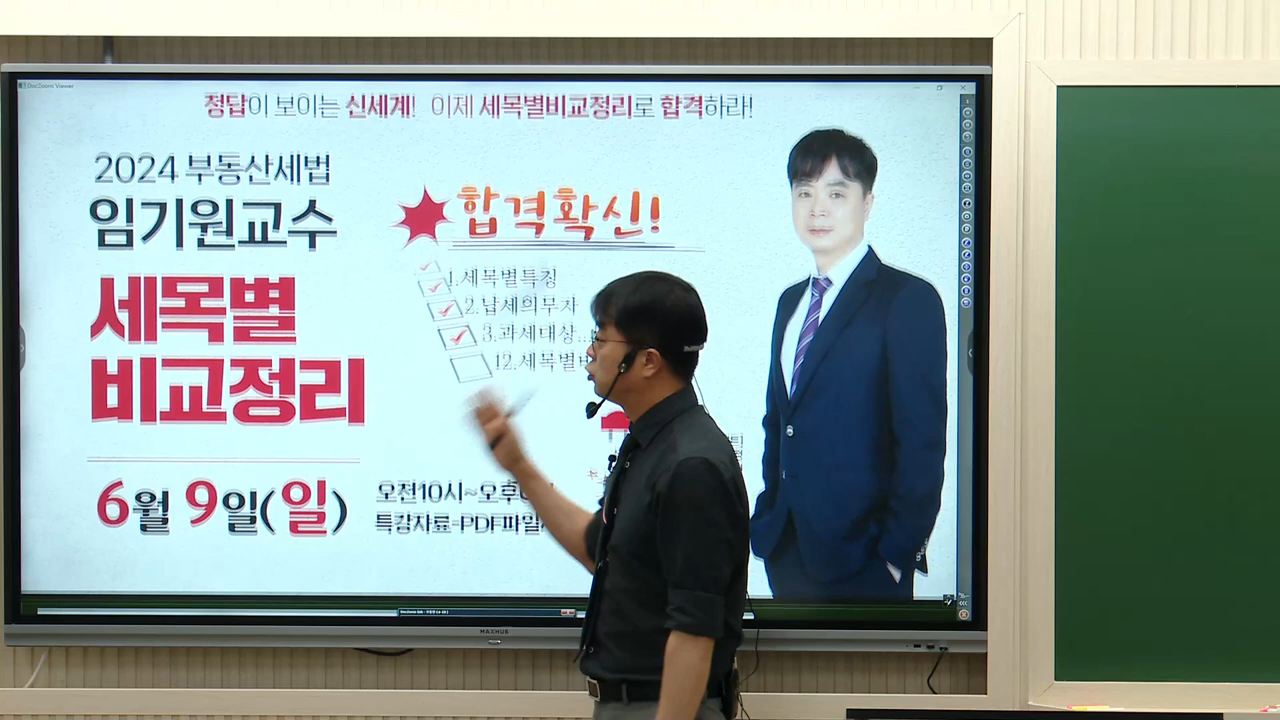 DocZoom Viewer
정답이 보이는 신세계! 이제 세목별비교정리로 합격하라!
2024 부동산세법
임기원교수
세목별
비교정리
합격확신!
1.세목별특징
2.납세의무자
3.과세대상..
12.세목별비
6월 9일(일)
오전10시~오후
특강자료=PDF파일
MAXHUB